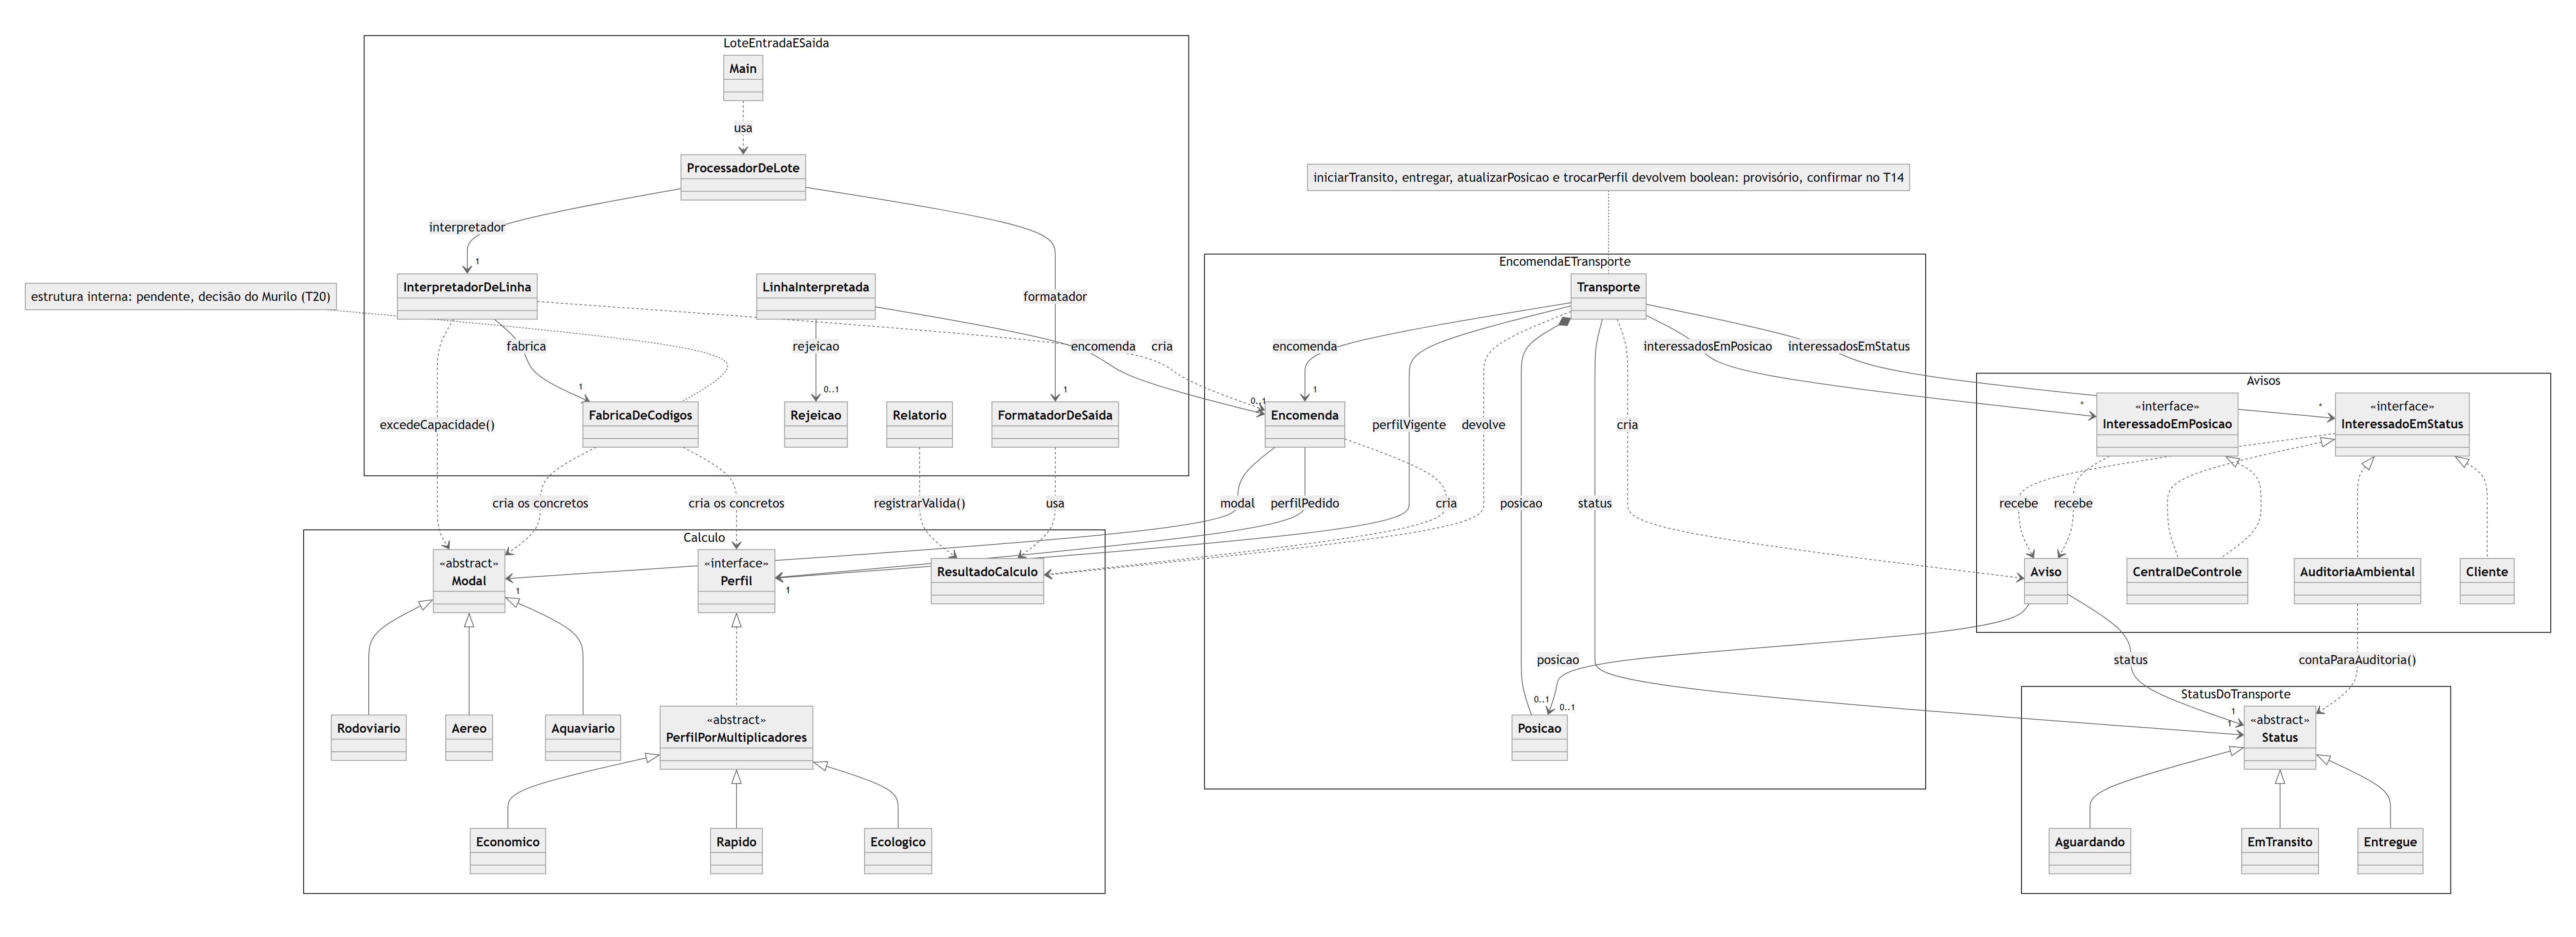 LoteEntradaESaida
Main
usa
ProcessadorDeLote
iniciarTransito, entregar, atualizarPosicao e trocarPerfil devolvem boolean: provisório, confirmar no T14
interpretador
1
EncomendaETransporte
estrutura interna: pendente, decisão do Murilo (T20)
InterpretadorDeLinha
LinhaInterpretada
formatador
Transporte
fabrica
rejeicao
encomenda
cria
encomenda
interessadosEmPosicao
interessadosEmStatus
Avisos
1
0..1
1
0..1
1
*
*
excedeCapacidade()
FabricaDeCodigos
Rejeicao
Relatorio
FormatadorDeSaida
Encomenda
perfilVigente
devolve
cria
«interface»
InteressadoEmPosicao
«interface»
InteressadoEmStatus
cria os concretos
cria os concretos
registrarValida()
usa
modal
perfilPedido
cria
posicao
status
recebe
recebe
Calculo
«abstract»
Modal
1
«interface»
Perfil
1
ResultadoCalculo
Aviso
CentralDeControle
AuditoriaAmbiental
Cliente
posicao
status
contaParaAuditoria()
StatusDoTransporte
0..1
0..1
1
1
Rodoviario
Aereo
Aquaviario
«abstract»
PerfilPorMultiplicadores
Posicao
«abstract»
Status
Economico
Rapido
Ecologico
Aguardando
EmTransito
Entregue